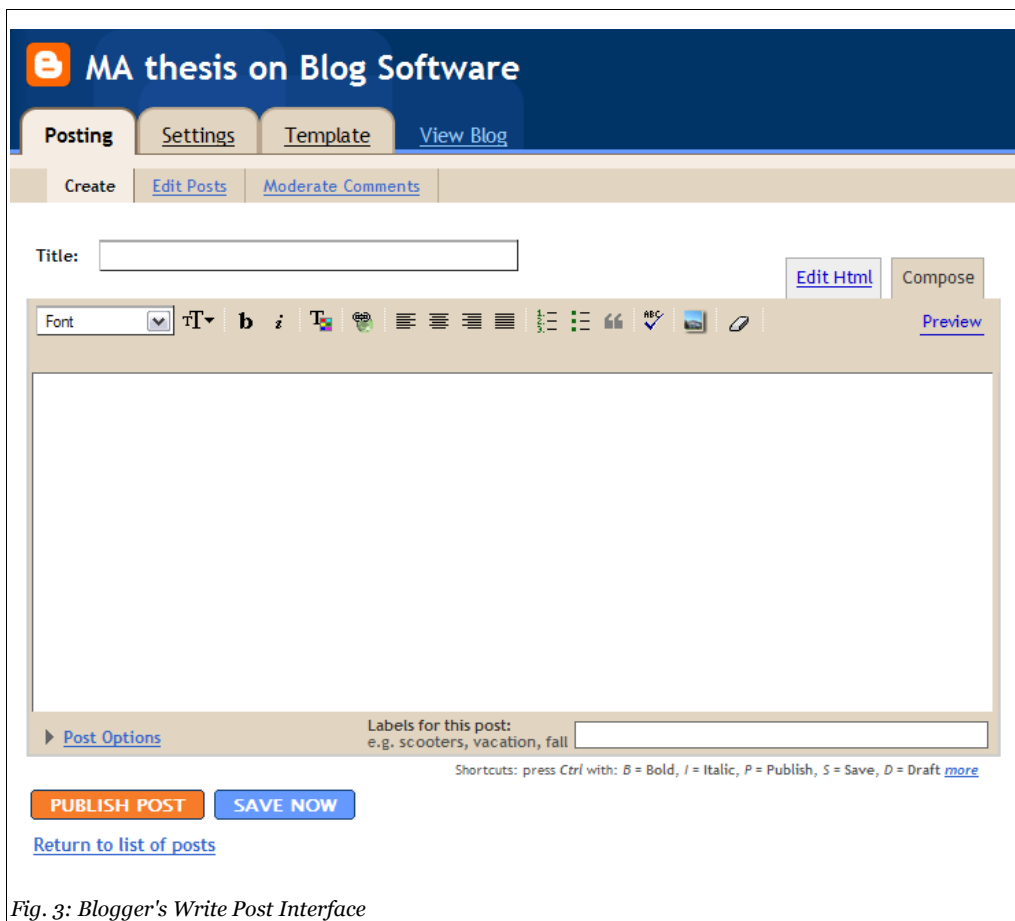 MA thesis on Blog Software
Posting Settings Template View Blog
Create Edit Posts Moderate Comments
Title:
Edit Html Compose
Font TT b i T ABC Preview
Post Options
Labels for this post:
e.g. scooters, vacation, fall
Shortcuts: press Ctrl with: B = Bold, I = Italic, P = Publish, S = Save, D = Draft more
PUBLISH POST SAVE NOW
Return to list of posts
Fig. 3: Blogger's Write Post Interface